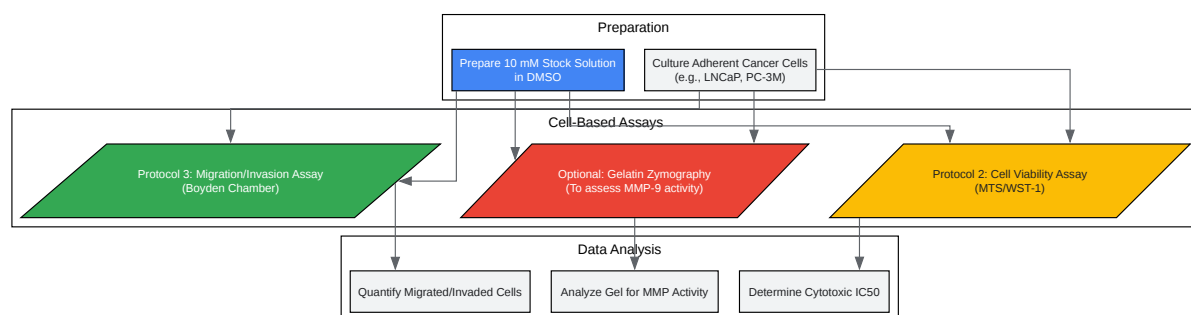 Preparation
Prepare 10 mM Stock Solution
in DMSO
Culture Adherent Cancer Cells
(e.g., LNCaP, PC-3M)
Cell-Based Assays
Protocol 3: Migration/Invasion Assay
(Boyden Chamber)
Optional: Gelatin Zymography
(To assess MMP-9 activity)
Protocol 2: Cell Viability Assay
(MTS/WST-1)
Data Analysis
Quantify Migrated/Invaded Cells
Analyze Gel for MMP Activity
Determine Cytotoxic IC50